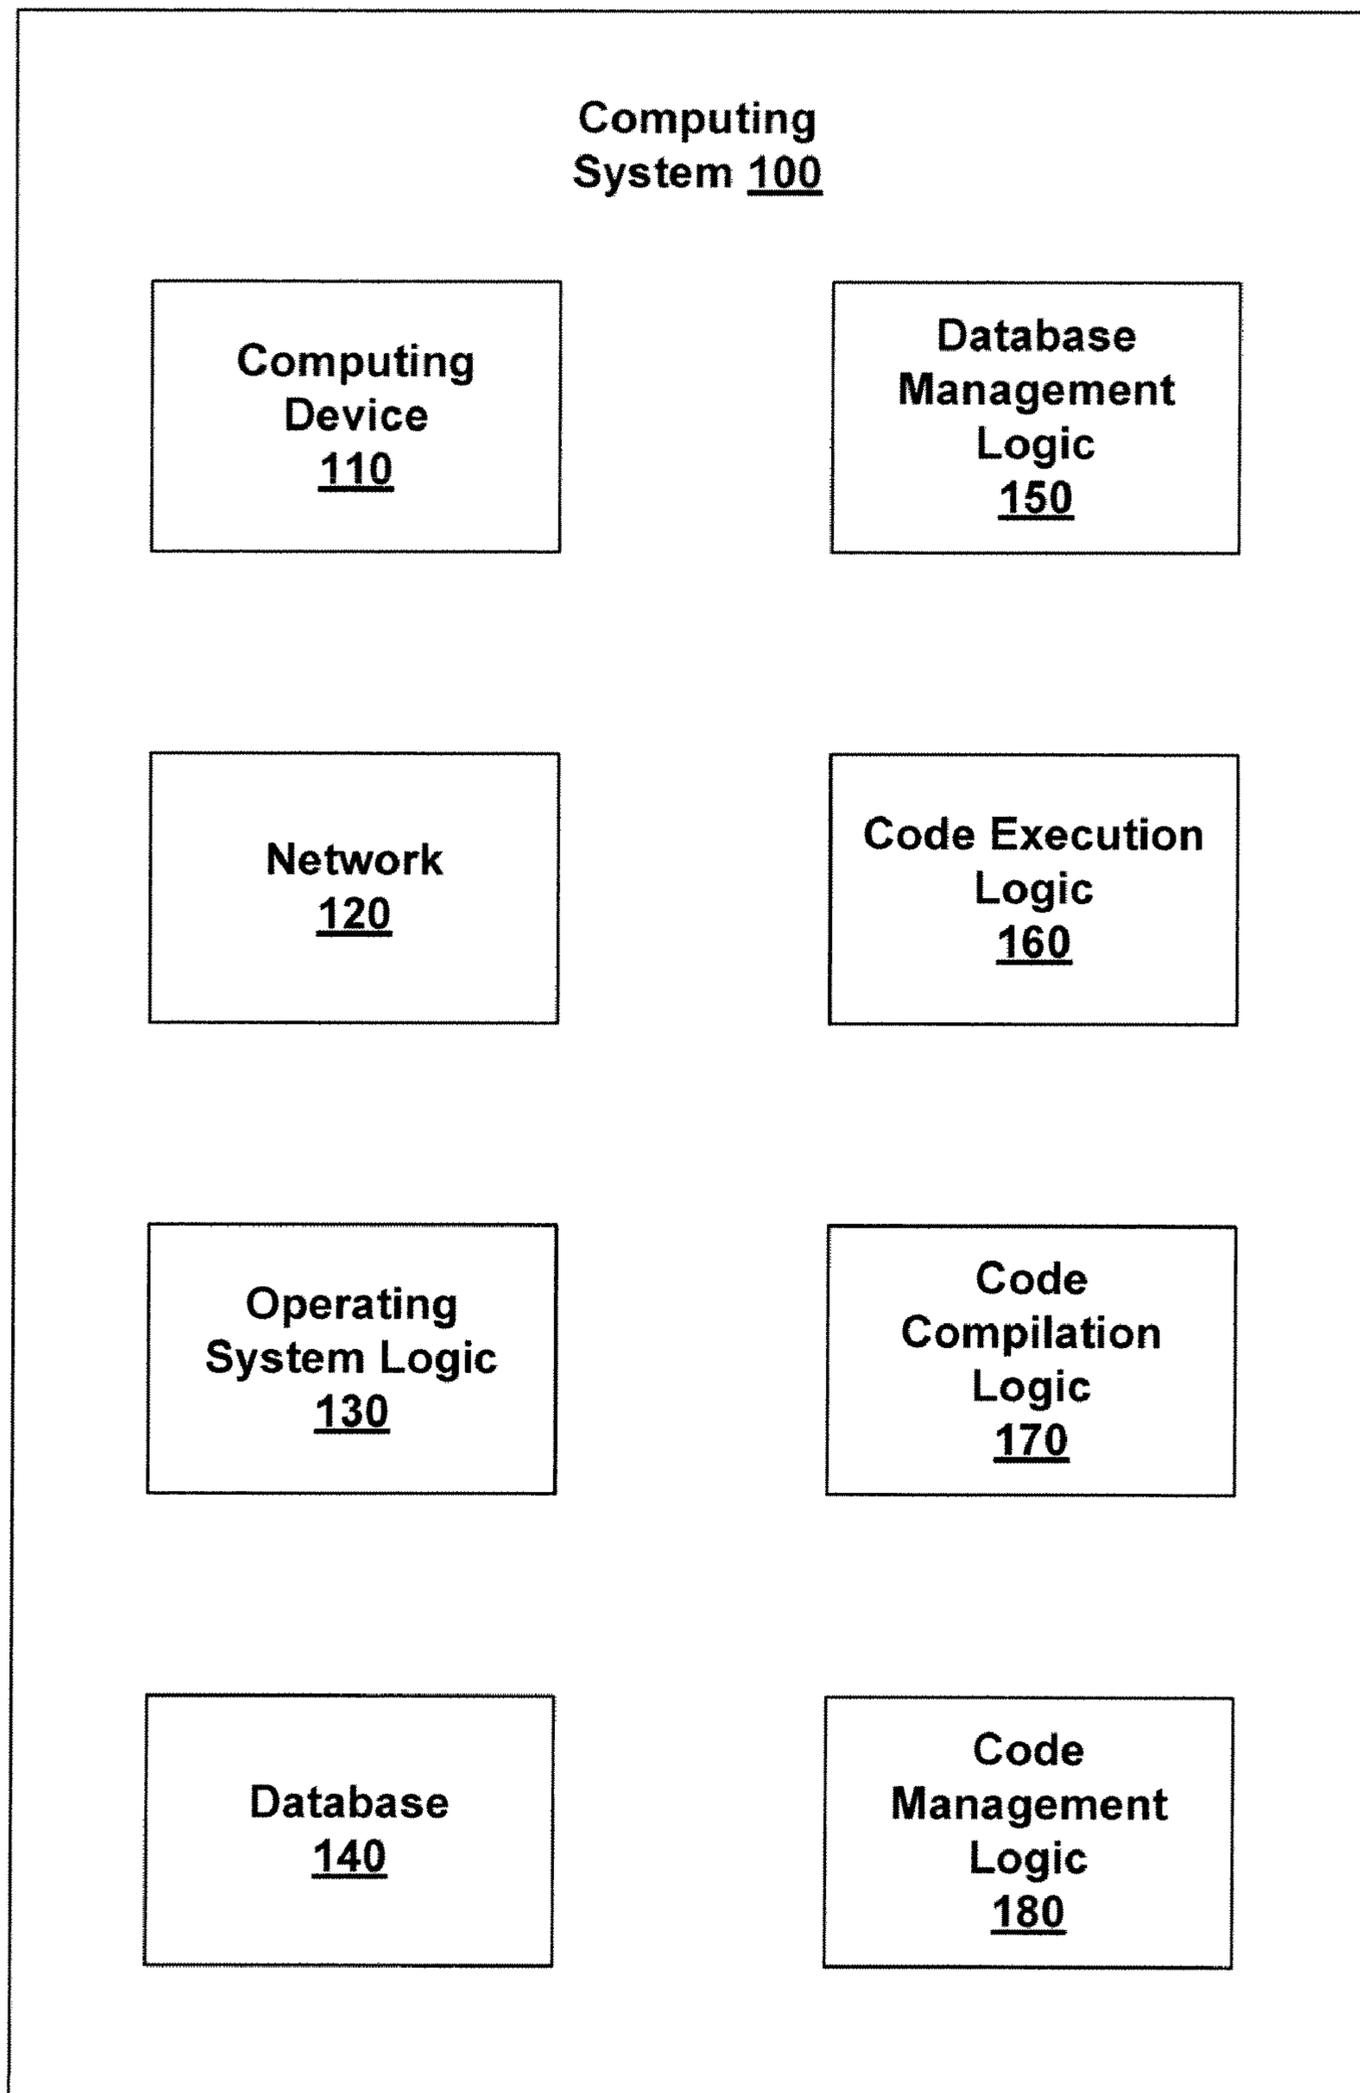 Computing
System 100
Computing
Device
110
Database
Management
Logic
150
Network
120
Code Execution
Logic
160
Operating
System Logic
130
Code
Compilation
Logic
170
Database
140
Code
Management
Logic
180